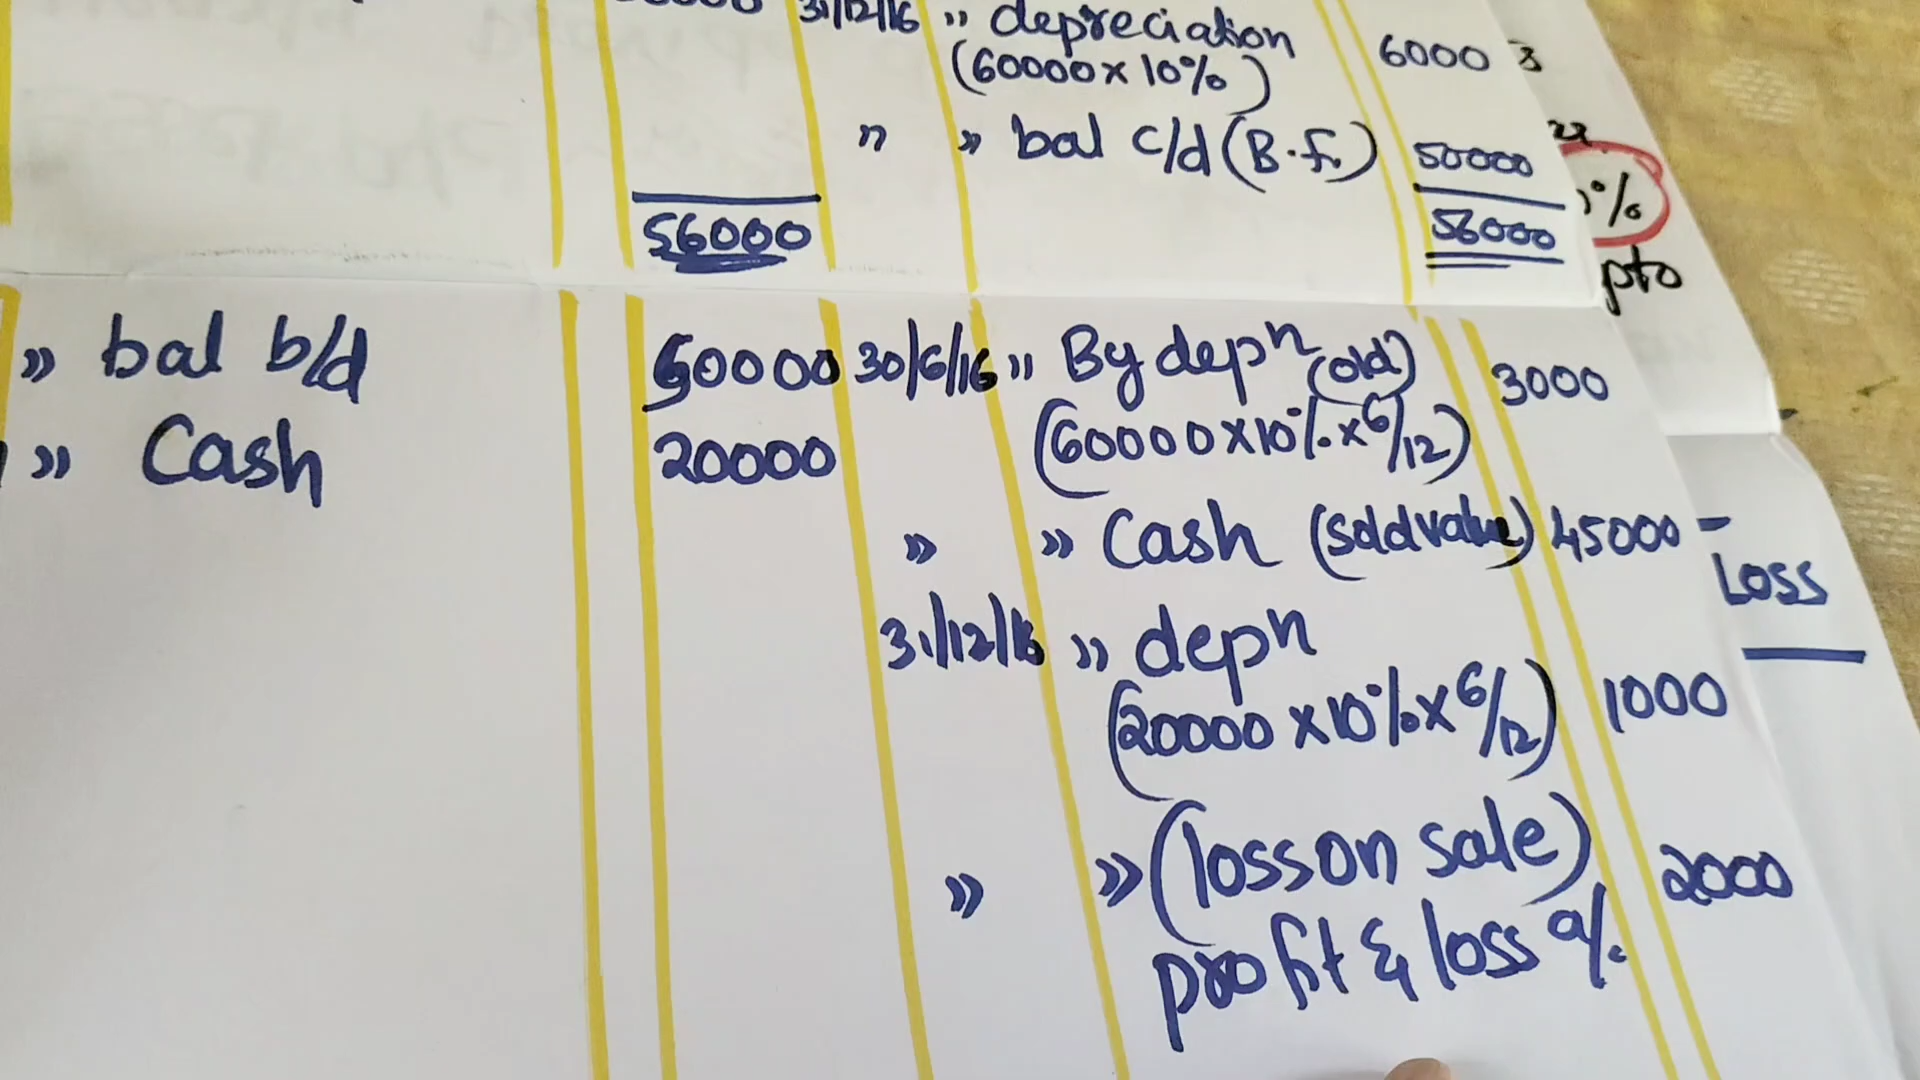 31/12/16 " depreciation 6000 3
(60000 x 10%)
" " bal c/d (B.f.) 50000
56000 56000 %
pto
" bal b/d 50000 30/6/16 " By depn (old) 3000
(60000 x 10% x 6/12)
" Cash 20000
" " Cash (sold value) 45000 -
Loss
31/12/16 " depn
(20000 x 10% x 6/12) 1000
" " (loss on sale) 2000
profit & loss a/c